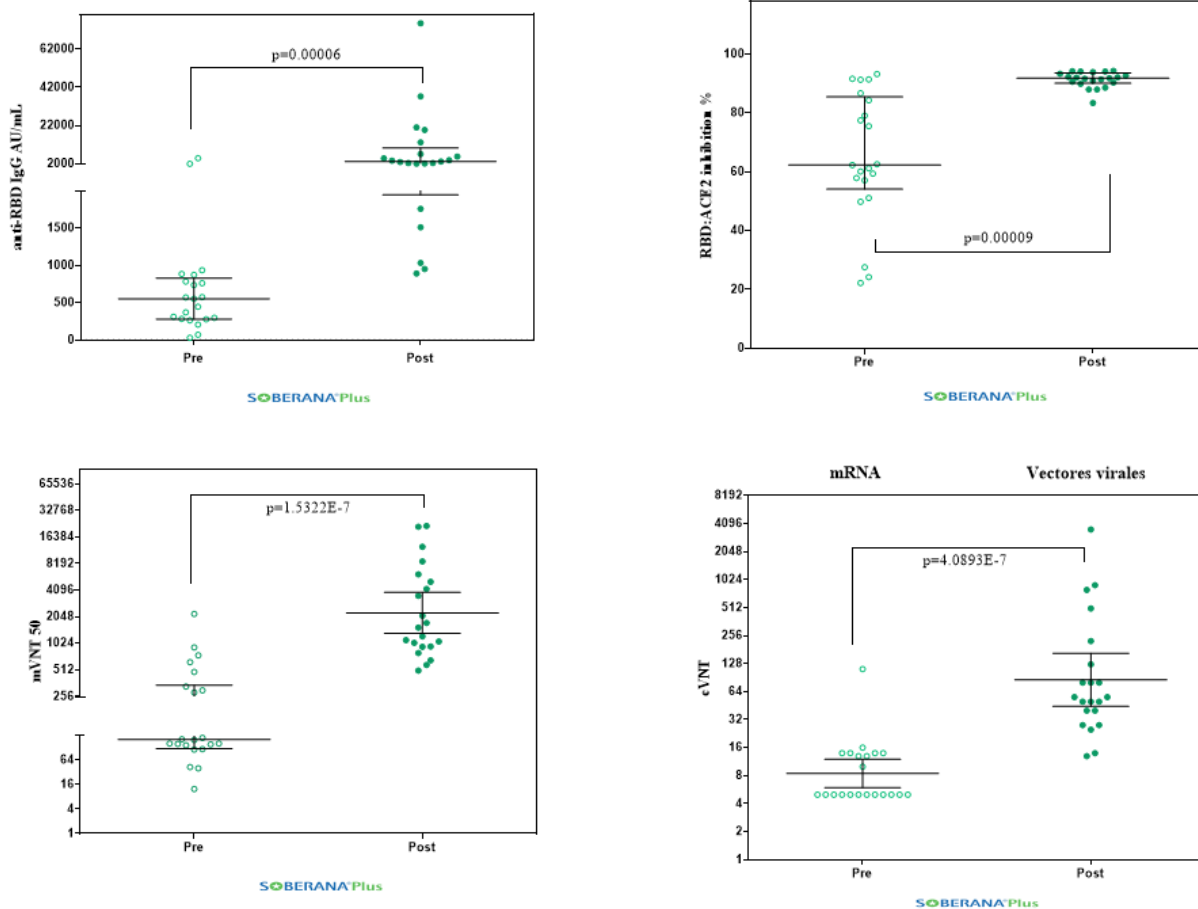 62000
42000
22000
2000
1500
1000
500
0
anti-RBD IgG AU/mL
p=0.00006
Pre
Post
SOBERANA®Plus
100
80
60
40
20
0
RBD:ACE2 inhibition %
p=0.00009
Pre
Post
SOBERANA®Plus
65536
32768
16384
8192
4096
2048
1024
512
256
64
16
4
1
mVNT 50
p=1.5322E-7
Pre
Post
SOBERANA®Plus
mRNA
Vectores virales
8192
4096
2048
1024
512
256
128
64
32
16
8
4
2
1
cVNT
p=4.0893E-7
Pre
Post
SOBERANA®Plus